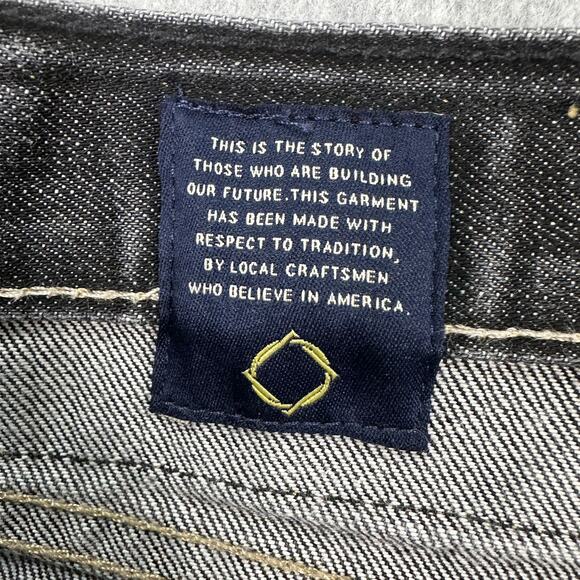 THIS IS THE STORY OF
THOSE WHO ARE BUILDING
OUR FUTURE. THIS GARMENT
HAS BEEN MADE WITH
RESPECT TO TRADITION,
BY LOCAL CRAFTSMEN
WHO BELIEVE IN AMERICA.